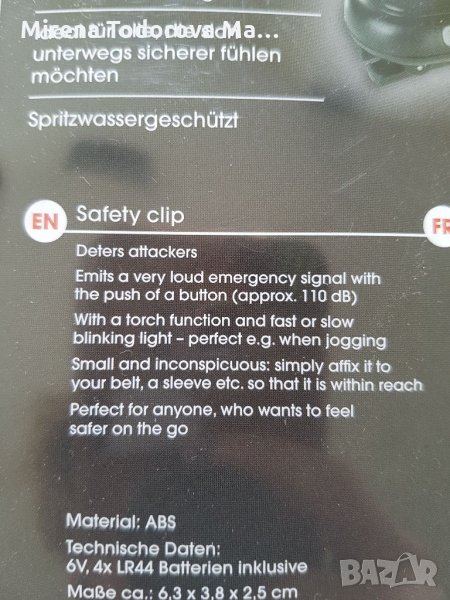 Mirena Todorova Ma...
unterwegs sicherer fühlen
möchten
Spritzwassergeschützt
EN
Safety clip
FR
Deters attackers
Emits a very loud emergency signal with
the push of a button (approx. 110 dB)
With a torch function and fast or slow
blinking light – perfect e.g. when jogging
Small and inconspicuous: simply affix it to
your belt, a sleeve etc. so that it is within reach
Perfect for anyone, who wants to feel
safer on the go
Material: ABS
Technische Daten:
6V, 4x LR44 Batterien inklusive
Maße ca.: 6,3 x 3,8 x 2,5 cm
bazar.bg